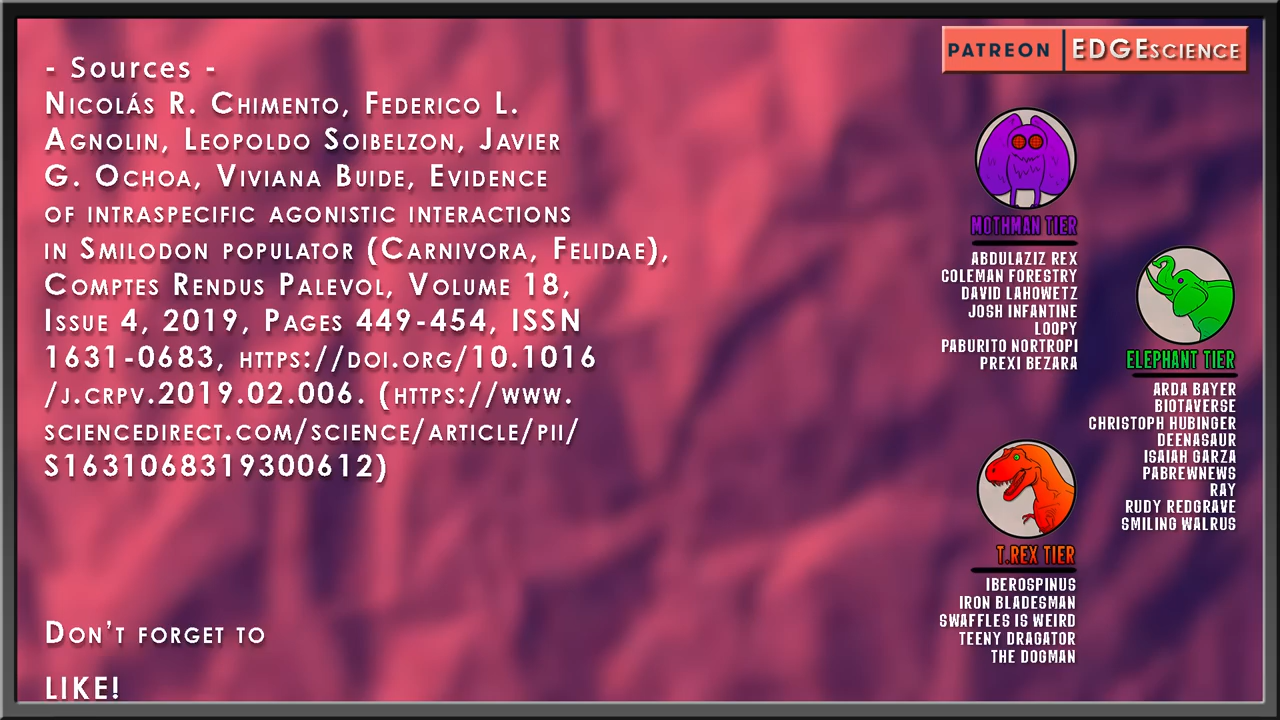 - Sources -
Nicolás R. Chimento, Federico L.
Agnolin, Leopoldo Soibelzon, Javier
G. Ochoa, Viviana Buide, Evidence
of intraspecific agonistic interactions
in Smilodon populator (Carnivora, Felidae),
Comptes Rendus Palevol, Volume 18,
Issue 4, 2019, Pages 449-454, ISSN
1631-0683, https://doi.org/10.1016
/j.crpv.2019.02.006. (https://www.
sciencedirect.com/science/article/pii/
S1631068319300612)
Don't forget to
LIKE!
PATREON EDGEscience
MOTHMAN TIER
ABDULAZIZ REX
COLEMAN FORESTRY
DAVID LAHOWETZ
JOSH INFANTINE
LOOPY
PABURITO NORTROPI
PREXI BEZARA
ELEPHANT TIER
ARDA BAYER
BIOTAVERSE
CHRISTOPH HUBINGER
DEENASAUR
ISAIAH GARZA
PABREWNEWS
RAY
RUDY REDGRAVE
SMILING WALRUS
T.REX TIER
IBEROSPINUS
IRON BLADESMAN
SWAFFLES IS WEIRD
TEENY DRAGATOR
THE DOGMAN